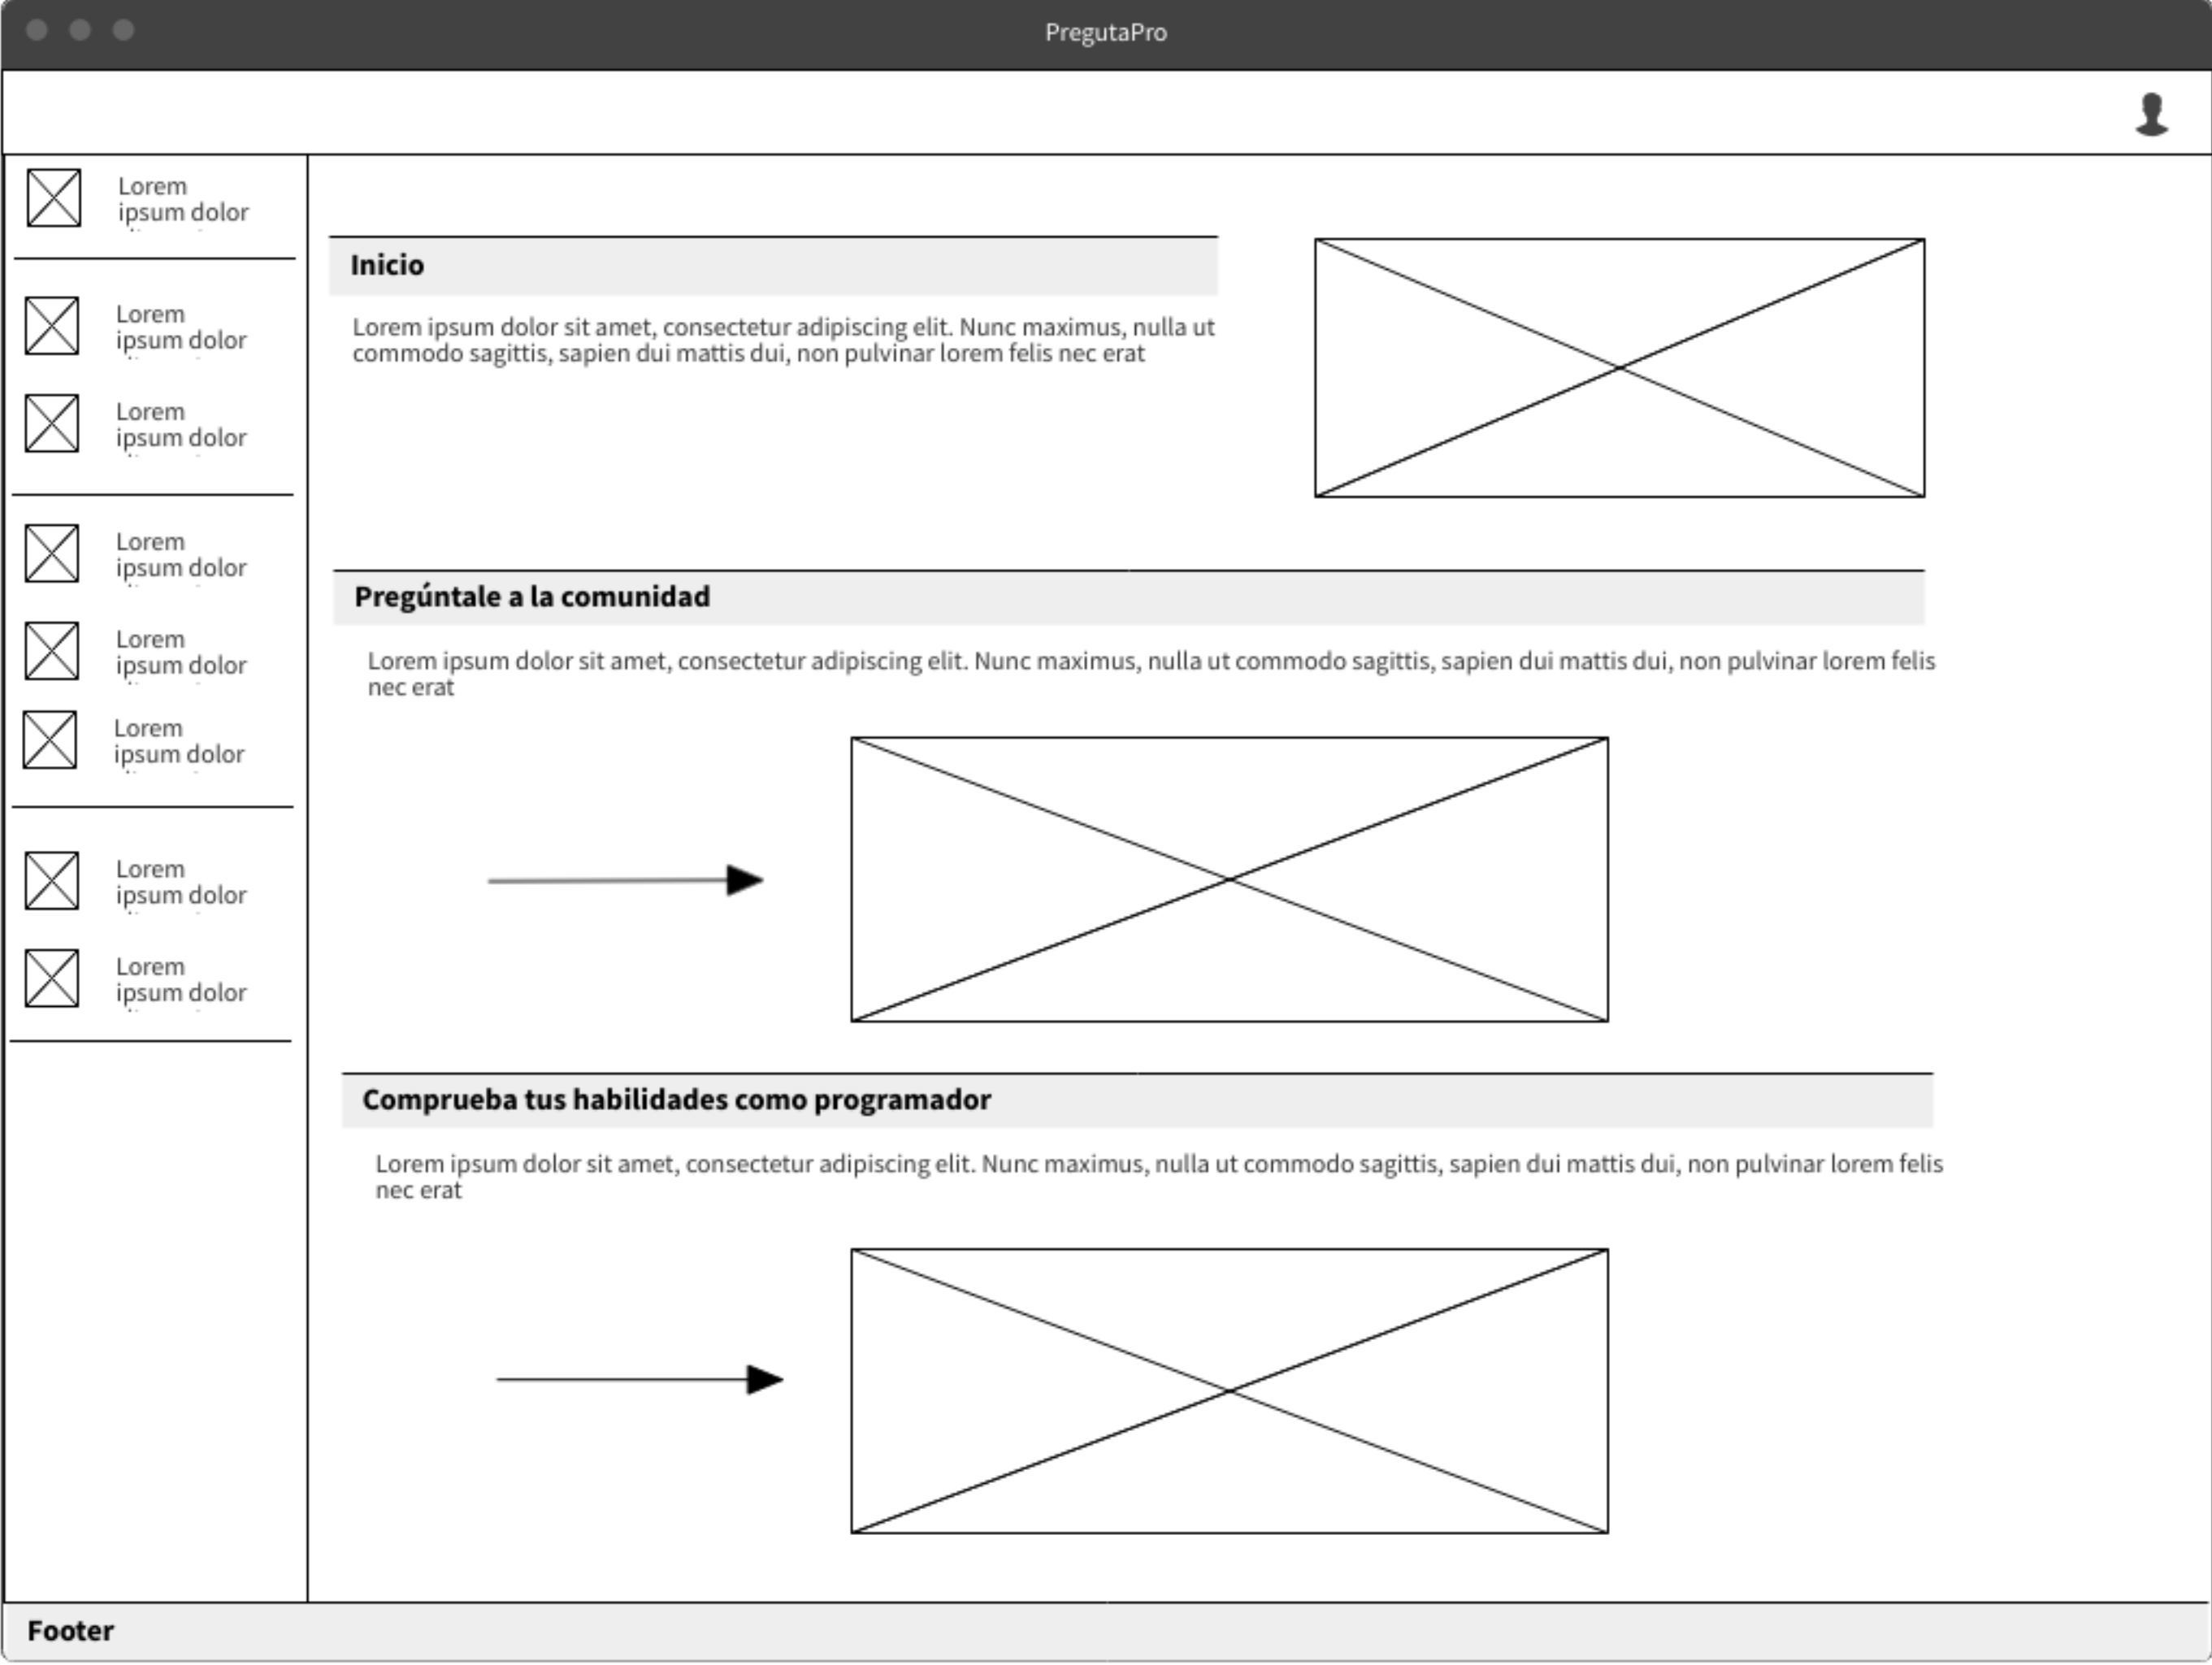 PregutaPro
Lorem
ipsum dolor
Lorem
ipsum dolor
Lorem
ipsum dolor
Lorem
ipsum dolor
Lorem
ipsum dolor
Lorem
ipsum dolor
Lorem
ipsum dolor
Lorem
ipsum dolor
Inicio
Lorem ipsum dolor sit amet, consectetur adipiscing elit. Nunc maximus, nulla ut
commodo sagittis, sapien dui mattis dui, non pulvinar lorem felis nec erat
Pregúntale a la comunidad
Lorem ipsum dolor sit amet, consectetur adipiscing elit. Nunc maximus, nulla ut commodo sagittis, sapien dui mattis dui, non pulvinar lorem felis
nec erat
Comprueba tus habilidades como programador
Lorem ipsum dolor sit amet, consectetur adipiscing elit. Nunc maximus, nulla ut commodo sagittis, sapien dui mattis dui, non pulvinar lorem felis
nec erat
Footer